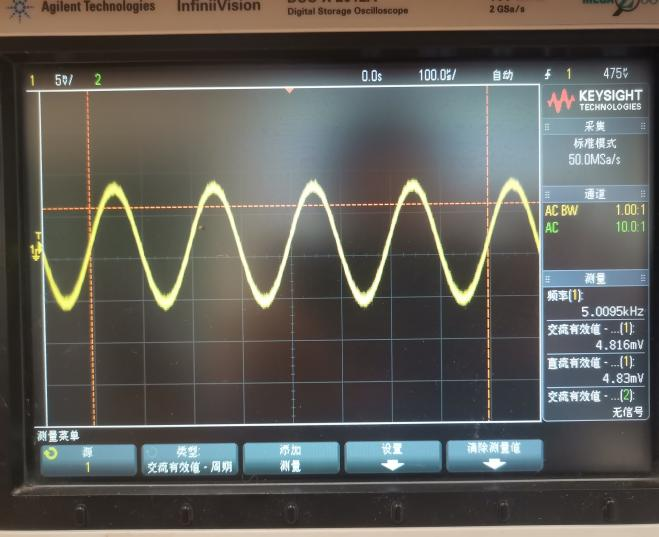 Agilent Technologies InfiniiVision
Digital Storage Oscilloscope
2 GSa/s
1 5V/ 2 0.0s 100.0㎲/ 自动 1 475V
KEYSIGHT
TECHNOLOGIES
采集
标准模式
50.0MSa/s
通道
AC BW 1.00:1
AC 10.0:1
测量
频率(1):
5.0095kHz
交流有效值 - ...(1):
4.816mV
直流有效值 - ...(1):
4.83mV
交流有效值 - ...(2):
无信号
T
1
测量菜单
源
1
类型:
交流有效值 - 周期
添加
测量
设置
清除测量值